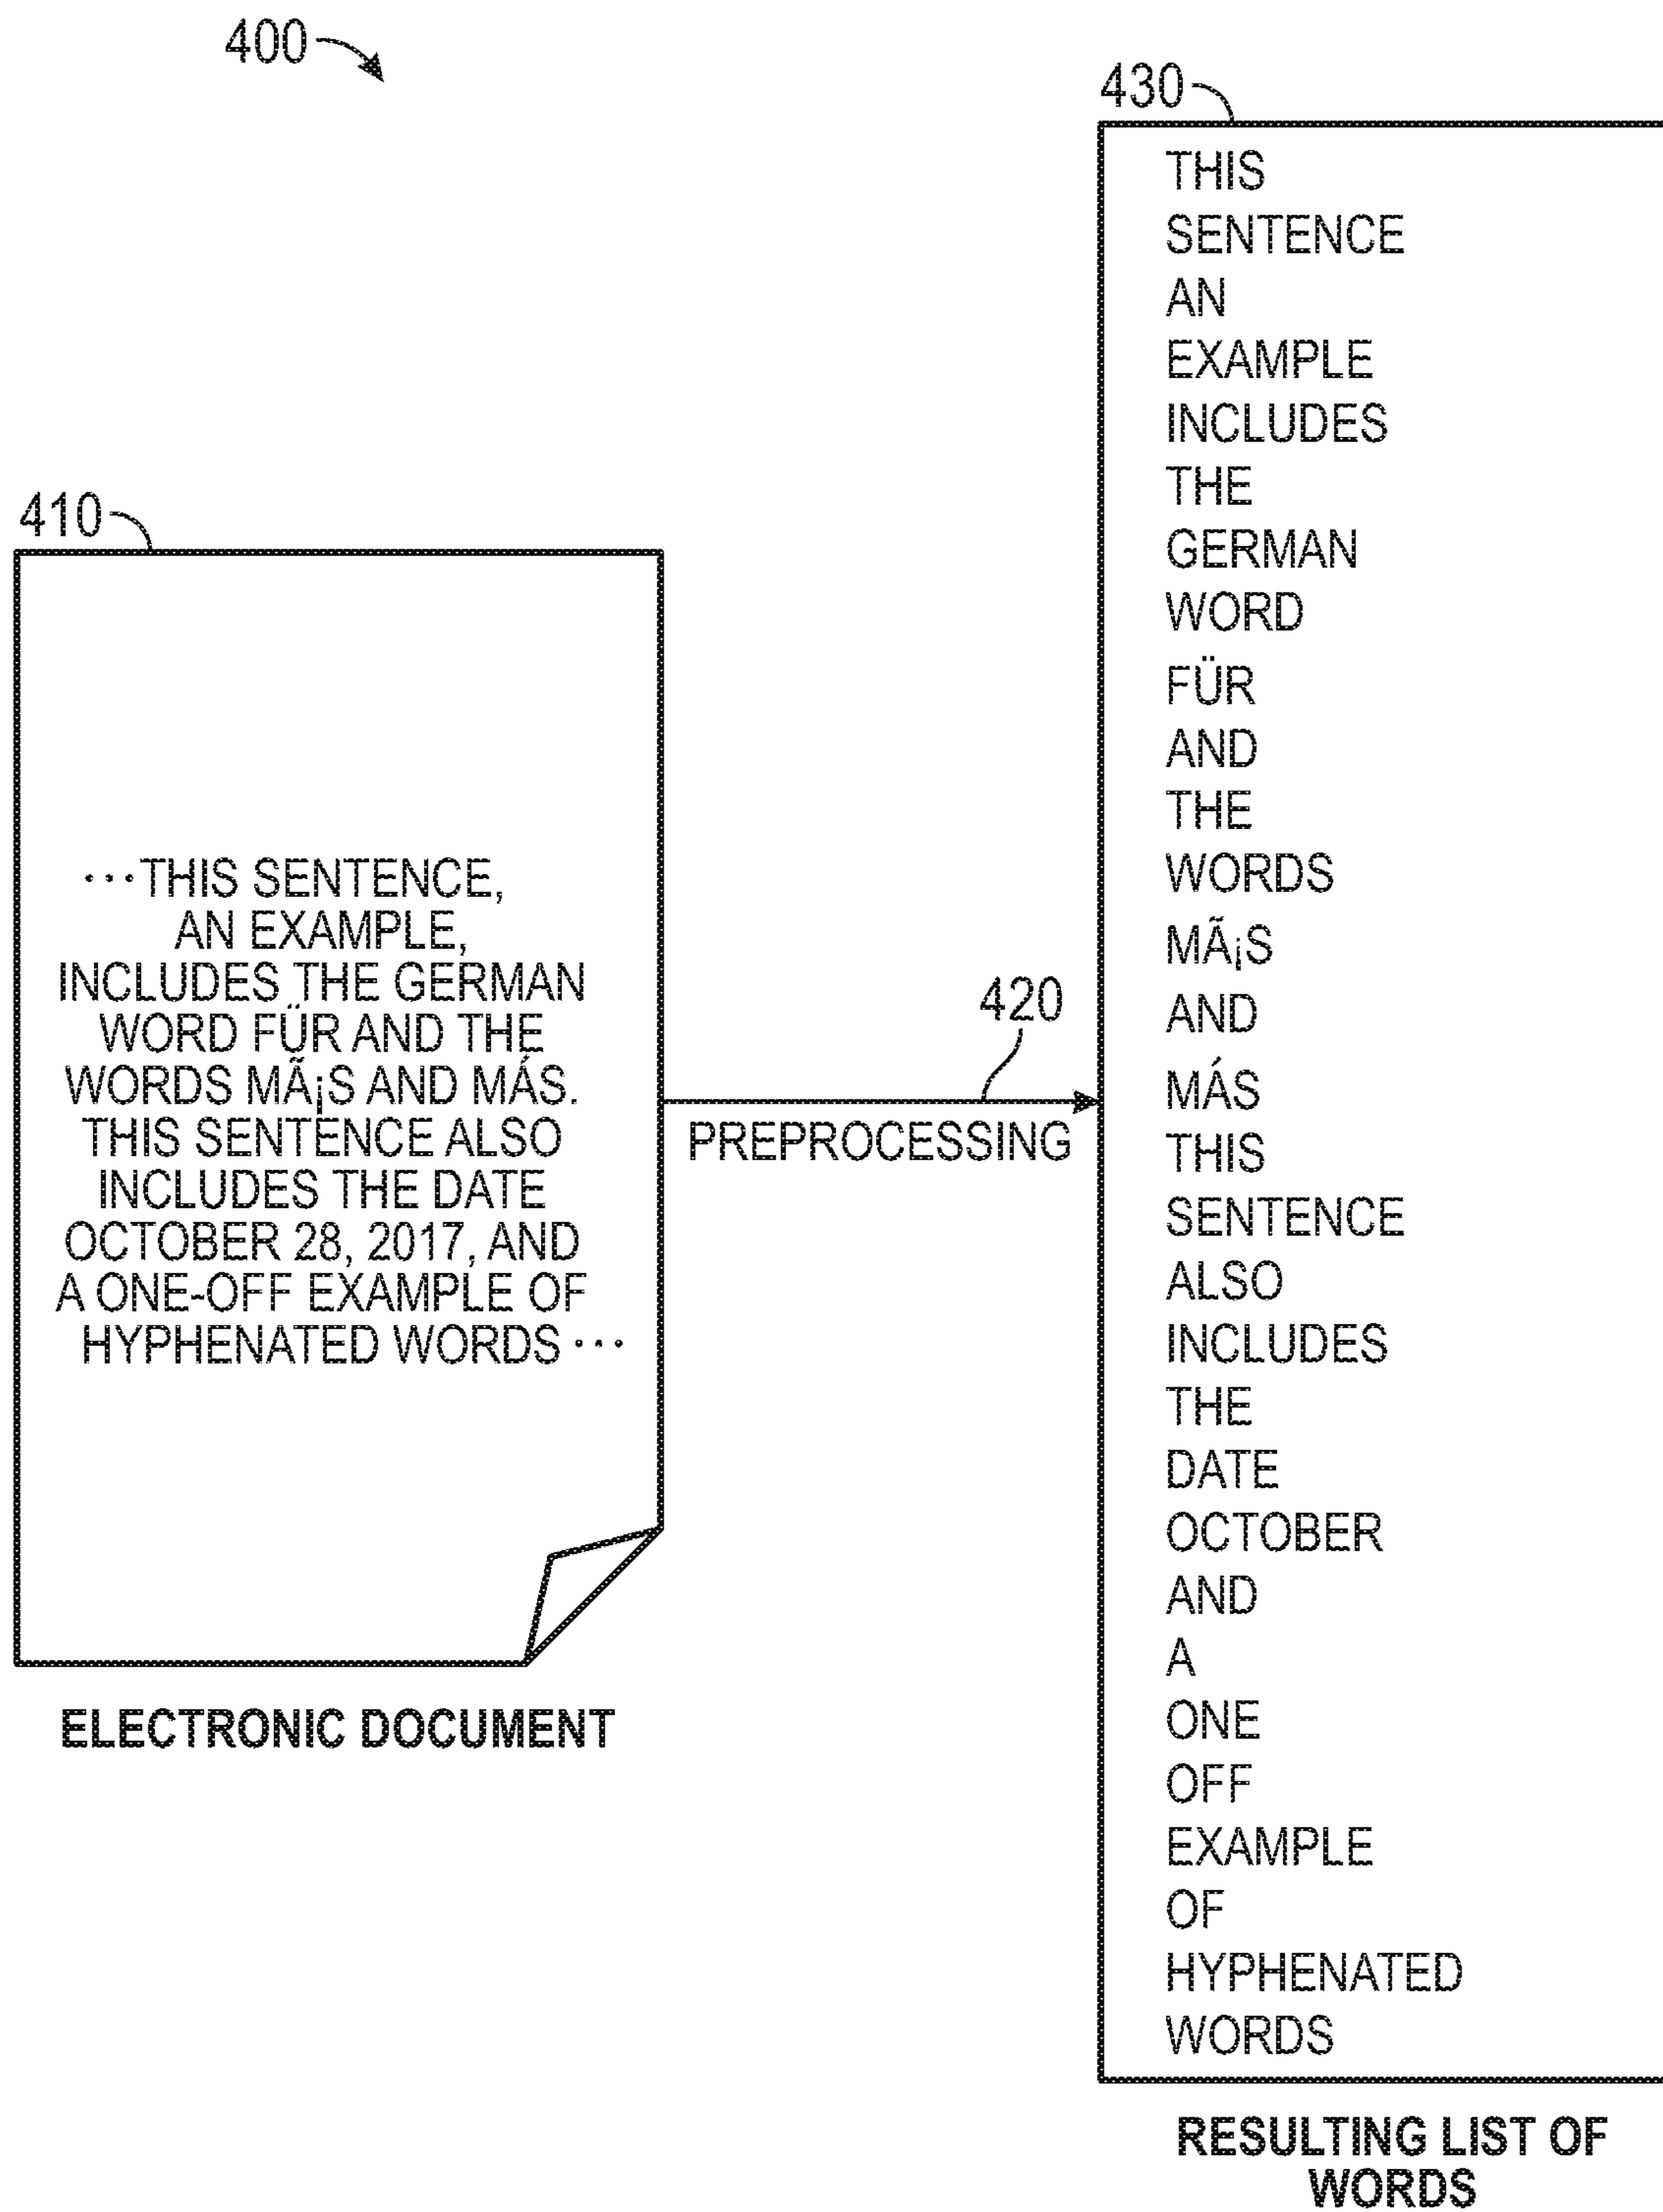 400
410
···THIS SENTENCE,
AN EXAMPLE,
INCLUDES THE GERMAN
WORD FÜR AND THE
WORDS MÃ¡S AND MÁS.
THIS SENTENCE ALSO
INCLUDES THE DATE
OCTOBER 28, 2017, AND
A ONE-OFF EXAMPLE OF
HYPHENATED WORDS ···
ELECTRONIC DOCUMENT
420
PREPROCESSING
430
THIS
SENTENCE
AN
EXAMPLE
INCLUDES
THE
GERMAN
WORD
FÜR
AND
THE
WORDS
MÃ¡S
AND
MÁS
THIS
SENTENCE
ALSO
INCLUDES
THE
DATE
OCTOBER
AND
A
ONE
OFF
EXAMPLE
OF
HYPHENATED
WORDS
RESULTING LIST OF
WORDS